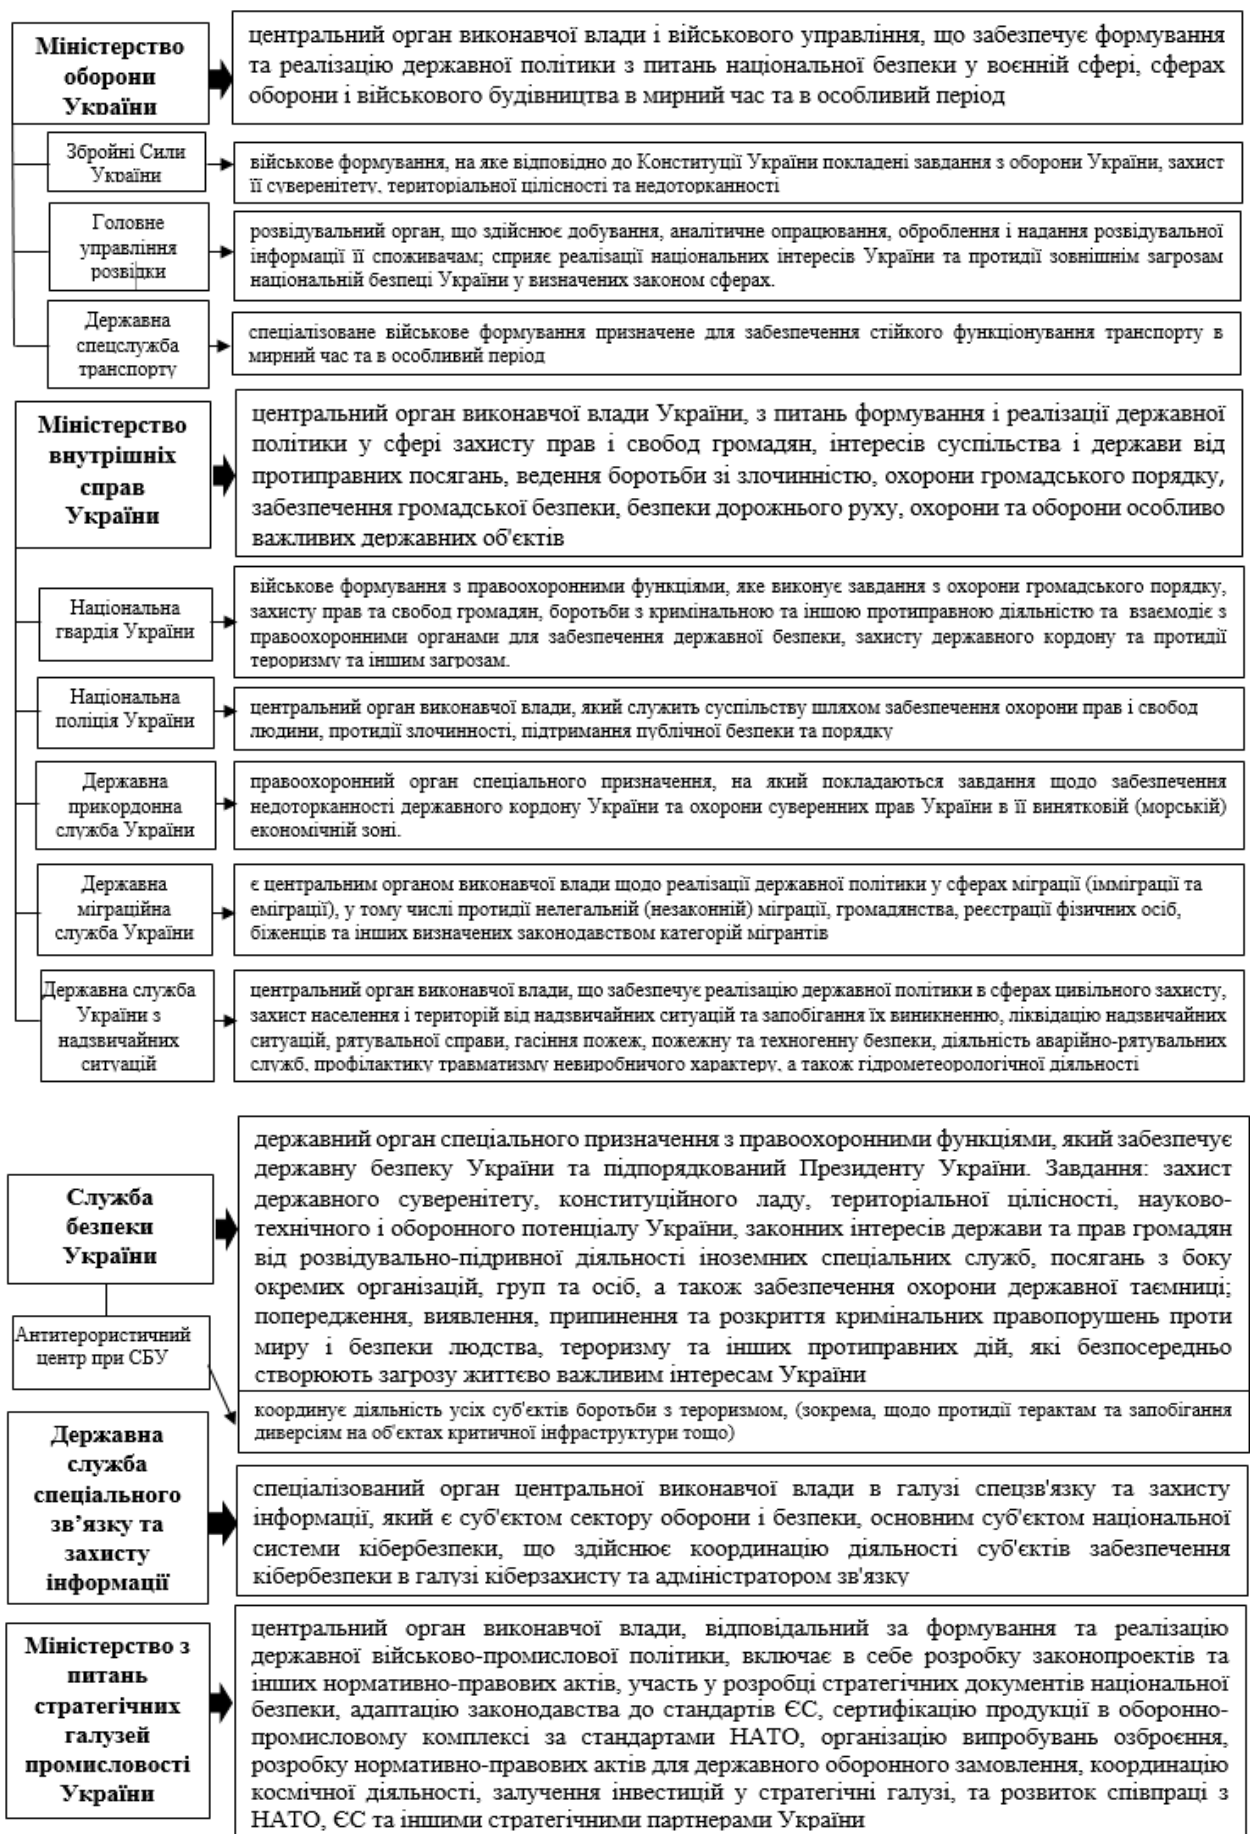 Міністерство
оборони
України
центральний орган виконавчої влади і військового управління, що забезпечує формування
та реалізацію державної політики з питань національної безпеки у воєнній сфері, сферах
оборони і військового будівництва в мирний час та в особливий період
Збройні Сили
України
військове формування, на яке відповідно до Конституції України покладені завдання з оборони України, захист
її суверенітету, територіальної цілісності та недоторканності
Головне
управління
розвідки
розвідувальний орган, що здійснює добування, аналітичне опрацювання, оброблення і надання розвідувальної
інформації її споживачам; сприяє реалізації національних інтересів України та протидії зовнішнім загрозам
національній безпеці України у визначених законом сферах.
Державна
спецслужба
транспорту
спеціалізоване військове формування призначене для забезпечення стійкого функціонування транспорту в
мирний час та в особливий період
Міністерство
внутрішніх
справ
України
центральний орган виконавчої влади України, з питань формування і реалізації державної
політики у сфері захисту прав і свобод громадян, інтересів суспільства і держави від
протиправних посягань, ведення боротьби зі злочинністю, охорони громадського порядку,
забезпечення громадської безпеки, безпеки дорожнього руху, охорони та оборони особливо
важливих державних об'єктів
Національна
гвардія України
військове формування з правоохоронними функціями, яке виконує завдання з охорони громадського порядку,
захисту прав та свобод громадян, боротьби з кримінальною та іншою протиправною діяльністю та взаємодіє з
правоохоронними органами для забезпечення державної безпеки, захисту державного кордону та протидії
тероризму та іншим загрозам.
Національна
поліція України
центральний орган виконавчої влади, який служить суспільству шляхом забезпечення охорони прав і свобод
людини, протидії злочинності, підтримання публічної безпеки та порядку
Державна
прикордонна
служба України
правоохоронний орган спеціального призначення, на який покладаються завдання щодо забезпечення
недоторканності державного кордону України та охорони суверенних прав України в її винятковій (морській)
економічній зоні.
Державна
міграційна
служба України
є центральним органом виконавчої влади щодо реалізації державної політики у сферах міграції (імміграції та
еміграції), у тому числі протидії нелегальній (незаконній) міграції, громадянства, реєстрації фізичних осіб,
біженців та інших визначених законодавством категорій мігрантів
Державна служба
України з
надзвичайних
ситуацій
центральний орган виконавчої влади, що забезпечує реалізацію державної політики в сферах цивільного захисту,
захист населення і територій від надзвичайних ситуацій та запобігання їх виникненню, ліквідацію надзвичайних
ситуацій, рятувальної справи, гасіння пожеж, пожежну та техногенну безпеки, діяльність аварійно-рятувальних
служб, профілактику травматизму невиробничого характеру, а також гідрометеорологічної діяльності
Служба
безпеки
України
державний орган спеціального призначення з правоохоронними функціями, який забезпечує
державну безпеку України та підпорядкований Президенту України. Завдання: захист
державного суверенітету, конституційного ладу, територіальної цілісності, науково-
технічного і оборонного потенціалу України, законних інтересів держави та прав громадян
від розвідувально-підривної діяльності іноземних спеціальних служб, посягань з боку
окремих організацій, груп та осіб, а також забезпечення охорони державної таємниці;
попередження, виявлення, припинення та розкриття кримінальних правопорушень проти
миру і безпеки людства, тероризму та інших протиправних дій, які безпосередньо
створюють загрозу життєво важливим інтересам України
Антитерористичний
центр при СБУ
координує діяльність усіх суб'єктів боротьби з тероризмом, (зокрема, щодо протидії терактам та запобігання
диверсіям на об'єктах критичної інфраструктури тощо)
Державна
служба
спеціального
зв’язку та
захисту
інформації
спеціалізований орган центральної виконавчої влади в галузі спецзв'язку та захисту
інформації, який є суб'єктом сектору оборони і безпеки, основним суб'єктом національної
системи кібербезпеки, що здійснює координацію діяльності суб'єктів забезпечення
кібербезпеки в галузі кіберзахисту та адміністратором зв'язку
Міністерство з
питань
стратегічних
галузей
промисловості
України
центральний орган виконавчої влади, відповідальний за формування та реалізацію
державної військово-промислової політики, включає в себе розробку законопроектів та
інших нормативно-правових актів, участь у розробці стратегічних документів національної
безпеки, адаптацію законодавства до стандартів ЄС, сертифікацію продукції в оборонно-
промисловому комплексі за стандартами НАТО, організацію випробувань озброєння,
розробку нормативно-правових актів для державного оборонного замовлення, координацію
космічної діяльності, залучення інвестицій у стратегічні галузі, та розвиток співпраці з
НАТО, ЄС та іншими стратегічними партнерами України